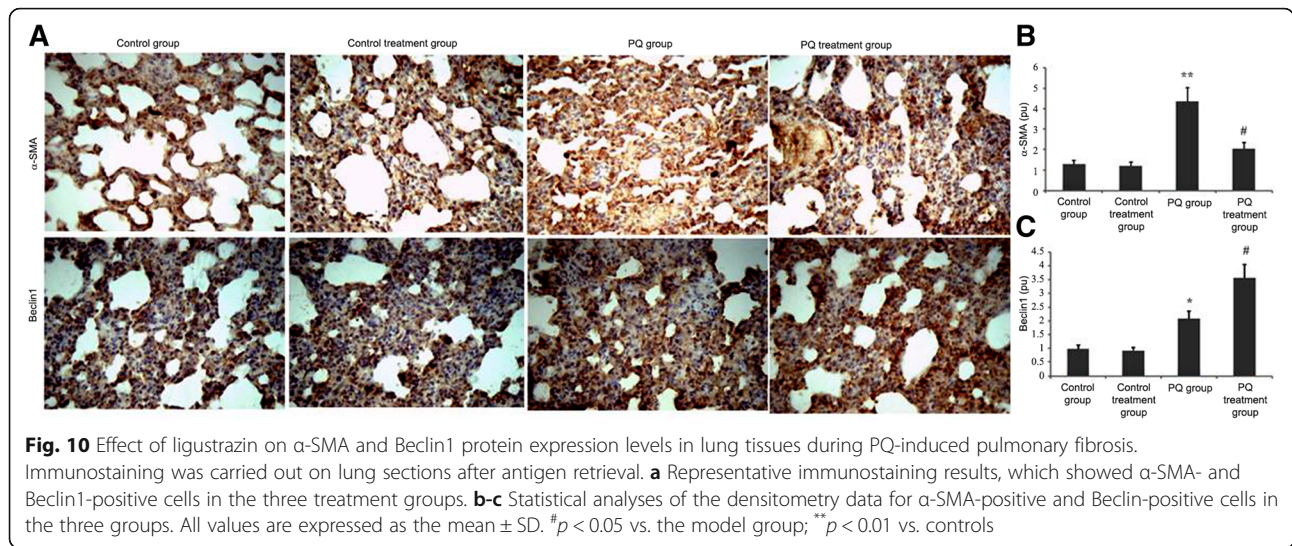 A
Control group
Control treatment group
PQ group
PQ treatment group
α-SMA
Beclin1
B
α-SMA (pu)
6
5
4
3
2
1
0
**
#
Control group
Control treatment group
PQ group
PQ treatment group
C
Beclin1 (pu)
4.5
4
3.5
3
2.5
2
1.5
1
0.5
0
*
#
Control group
Control treatment group
PQ group
PQ treatment group
Fig. 10 Effect of ligustrazin on α-SMA and Beclin1 protein expression levels in lung tissues during PQ-induced pulmonary fibrosis.
Immunostaining was carried out on lung sections after antigen retrieval. a Representative immunostaining results, which showed α-SMA- and
Beclin1-positive cells in the three treatment groups. b-c Statistical analyses of the densitometry data for α-SMA-positive and Beclin-positive cells in
the three groups. All values are expressed as the mean ± SD. #p < 0.05 vs. the model group; **p < 0.01 vs. controls